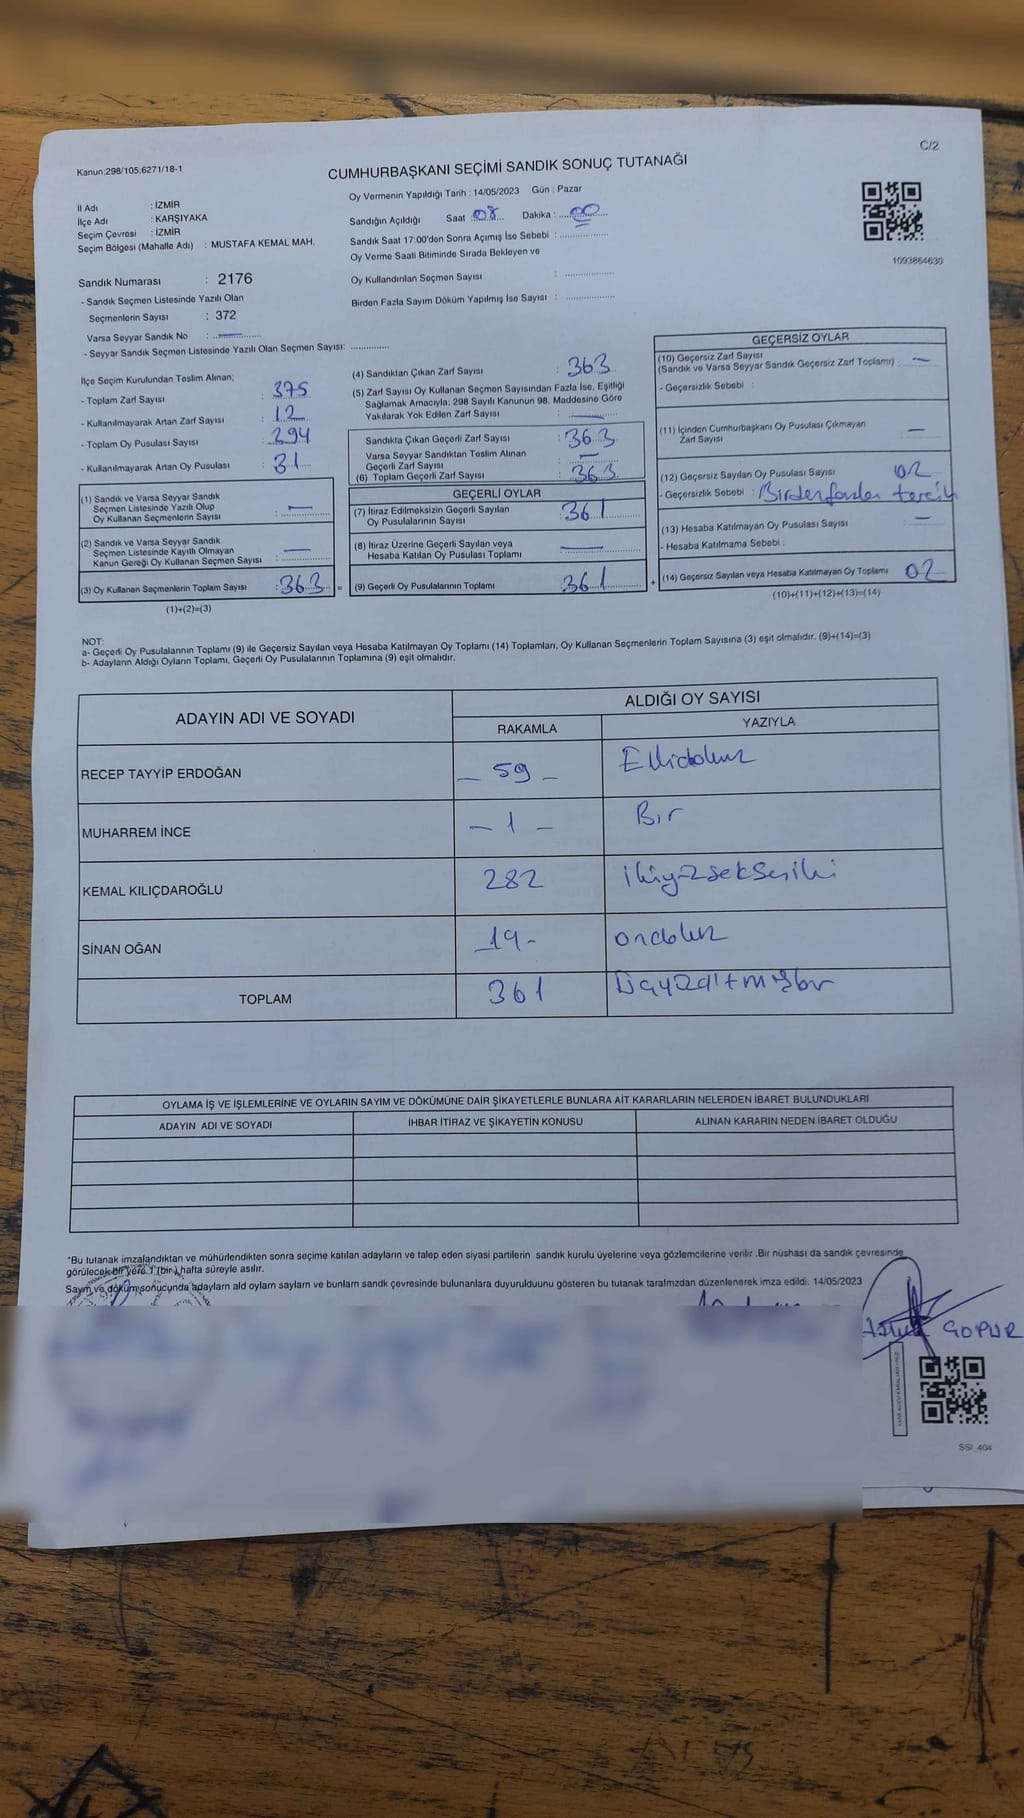 C/2
Kanun;298/105;6271/18-1
CUMHURBAŞKANI SEÇİMİ SANDIK SONUÇ TUTANAĞI
İl Adı : İZMİR
İlçe Adı : KARŞIYAKA
Seçim Çevresi : İZMİR
Seçim Bölgesi (Mahalle Adı) : MUSTAFA KEMAL MAH.
Oy Vermenin Yapıldığı Tarih : 14/05/2023 Gün : Pazar
Sandığın Açıldığı Saat 08 Dakika : 00
Sandık Saat 17:00'den Sonra Açılmış İse Sebebi :
Oy Verme Saati Bitiminde Sırada Bekleyen ve
Oy Kullandırılan Seçmen Sayısı :
Birden Fazla Sayım Döküm Yapılmış İse Sayısı :
1093864630
Sandık Numarası : 2176
- Sandık Seçmen Listesinde Yazılı Olan
Seçmenlerin Sayısı : 372
Varsa Seyyar Sandık No : —
- Seyyar Sandık Seçmen Listesinde Yazılı Olan Seçmen Sayısı:
İlçe Seçim Kurulundan Teslim Alınan;
- Toplam Zarf Sayısı : 375
- Kullanılmayarak Artan Zarf Sayısı : 12
- Toplam Oy Pusulası Sayısı : 394
- Kullanılmayarak Artan Oy Pusulası : 31
(1) Sandık ve Varsa Seyyar Sandık
Seçmen Listesinde Yazılı Olup
Oy Kullanan Seçmenlerin Sayısı : —
(2) Sandık ve Varsa Seyyar Sandık
Seçmen Listesinde Kayıtlı Olmayan
Kanun Gereği Oy Kullanan Seçmen Sayısı : —
(3) Oy Kullanan Seçmenlerin Toplam Sayısı : 363 =
(1)+(2)=(3)
(4) Sandıktan Çıkan Zarf Sayısı : 363
(5) Zarf Sayısı Oy Kullanan Seçmen Sayısından Fazla İse, Eşitliği
Sağlamak Amacıyla; 298 Sayılı Kanunun 98. Maddesine Göre
Yakılarak Yok Edilen Zarf Sayısı : —
Sandıkta Çıkan Geçerli Zarf Sayısı : 363
Varsa Seyyar Sandıktan Teslim Alınan
Geçerli Zarf Sayısı : —
(6) Toplam Geçerli Zarf Sayısı : 363
GEÇERLİ OYLAR
(7) İtiraz Edilmeksizin Geçerli Sayılan
Oy Pusulalarının Sayısı : 361
(8) İtiraz Üzerine Geçerli Sayılan veya
Hesaba Katılan Oy Pusulası Toplamı : —
(9) Geçerli Oy Pusulalarının Toplamı : 361 +
GEÇERSİZ OYLAR
(10) Geçersiz Zarf Sayısı
(Sandık ve Varsa Seyyar Sandık Geçersiz Zarf Toplamı) : —
- Geçersizlik Sebebi :
(11) İçinden Cumhurbaşkanı Oy Pusulası Çıkmayan
Zarf Sayısı : —
(12) Geçersiz Sayılan Oy Pusulası Sayısı : 02
- Geçersizlik Sebebi : Birdenfazla tercih
(13) Hesaba Katılmayan Oy Pusulası Sayısı : —
- Hesaba Katılmama Sebebi :
(14) Geçersiz Sayılan veya Hesaba Katılmayan Oy Toplamı 02
(10)+(11)+(12)+(13)=(14)
NOT:
a- Geçerli Oy Pusulalarının Toplamı (9) ile Geçersiz Sayılan veya Hesaba Katılmayan Oy Toplamı (14) Toplamları, Oy Kullanan Seçmenlerin Toplam Sayısına (3) eşit olmalıdır. (9)+(14)=(3)
b- Adayların Aldığı Oyların Toplamı, Geçerli Oy Pusulalarının Toplamına (9) eşit olmalıdır.
ADAYIN ADI VE SOYADI ALDIĞI OY SAYISI
RAKAMLA YAZIYLA
RECEP TAYYİP ERDOĞAN — 59 — Ellidokuz
MUHARREM İNCE — 1 — Bir
KEMAL KILIÇDAROĞLU 282 ikiyüzsekseniki
SİNAN OĞAN -19- ondokuz
TOPLAM 361 Üçyüzaltmışbir
OYLAMA İŞ VE İŞLEMLERİNE VE OYLARIN SAYIM VE DÖKÜMÜNE DAİR ŞİKAYETLERLE BUNLARA AİT KARARLARIN NELERDEN İBARET BULUNDUKLARI
ADAYIN ADI VE SOYADI İHBAR İTİRAZ VE ŞİKAYETİN KONUSU ALINAN KARARIN NEDEN İBARET OLDUĞU
*Bu tutanak imzalandıktan ve mühürlendikten sonra seçime katılan adayların ve talep eden siyasi partilerin sandık kurulu üyelerine veya gözlemcilerine verilir .Bir nüshası da sandık çevresinde
görülecek bir yere 1 (bir ) hafta süreyle asılır.
Sayım ve döküm sonucunda adaylarn ald oylarn saylarn ve bunlarn sandk çevresinde bulunanlara duyurulduunu gösteren bu tutanak tarafmzdan düzenlenerek imza edildi. 14/05/2023
GOPUR
SSI_404